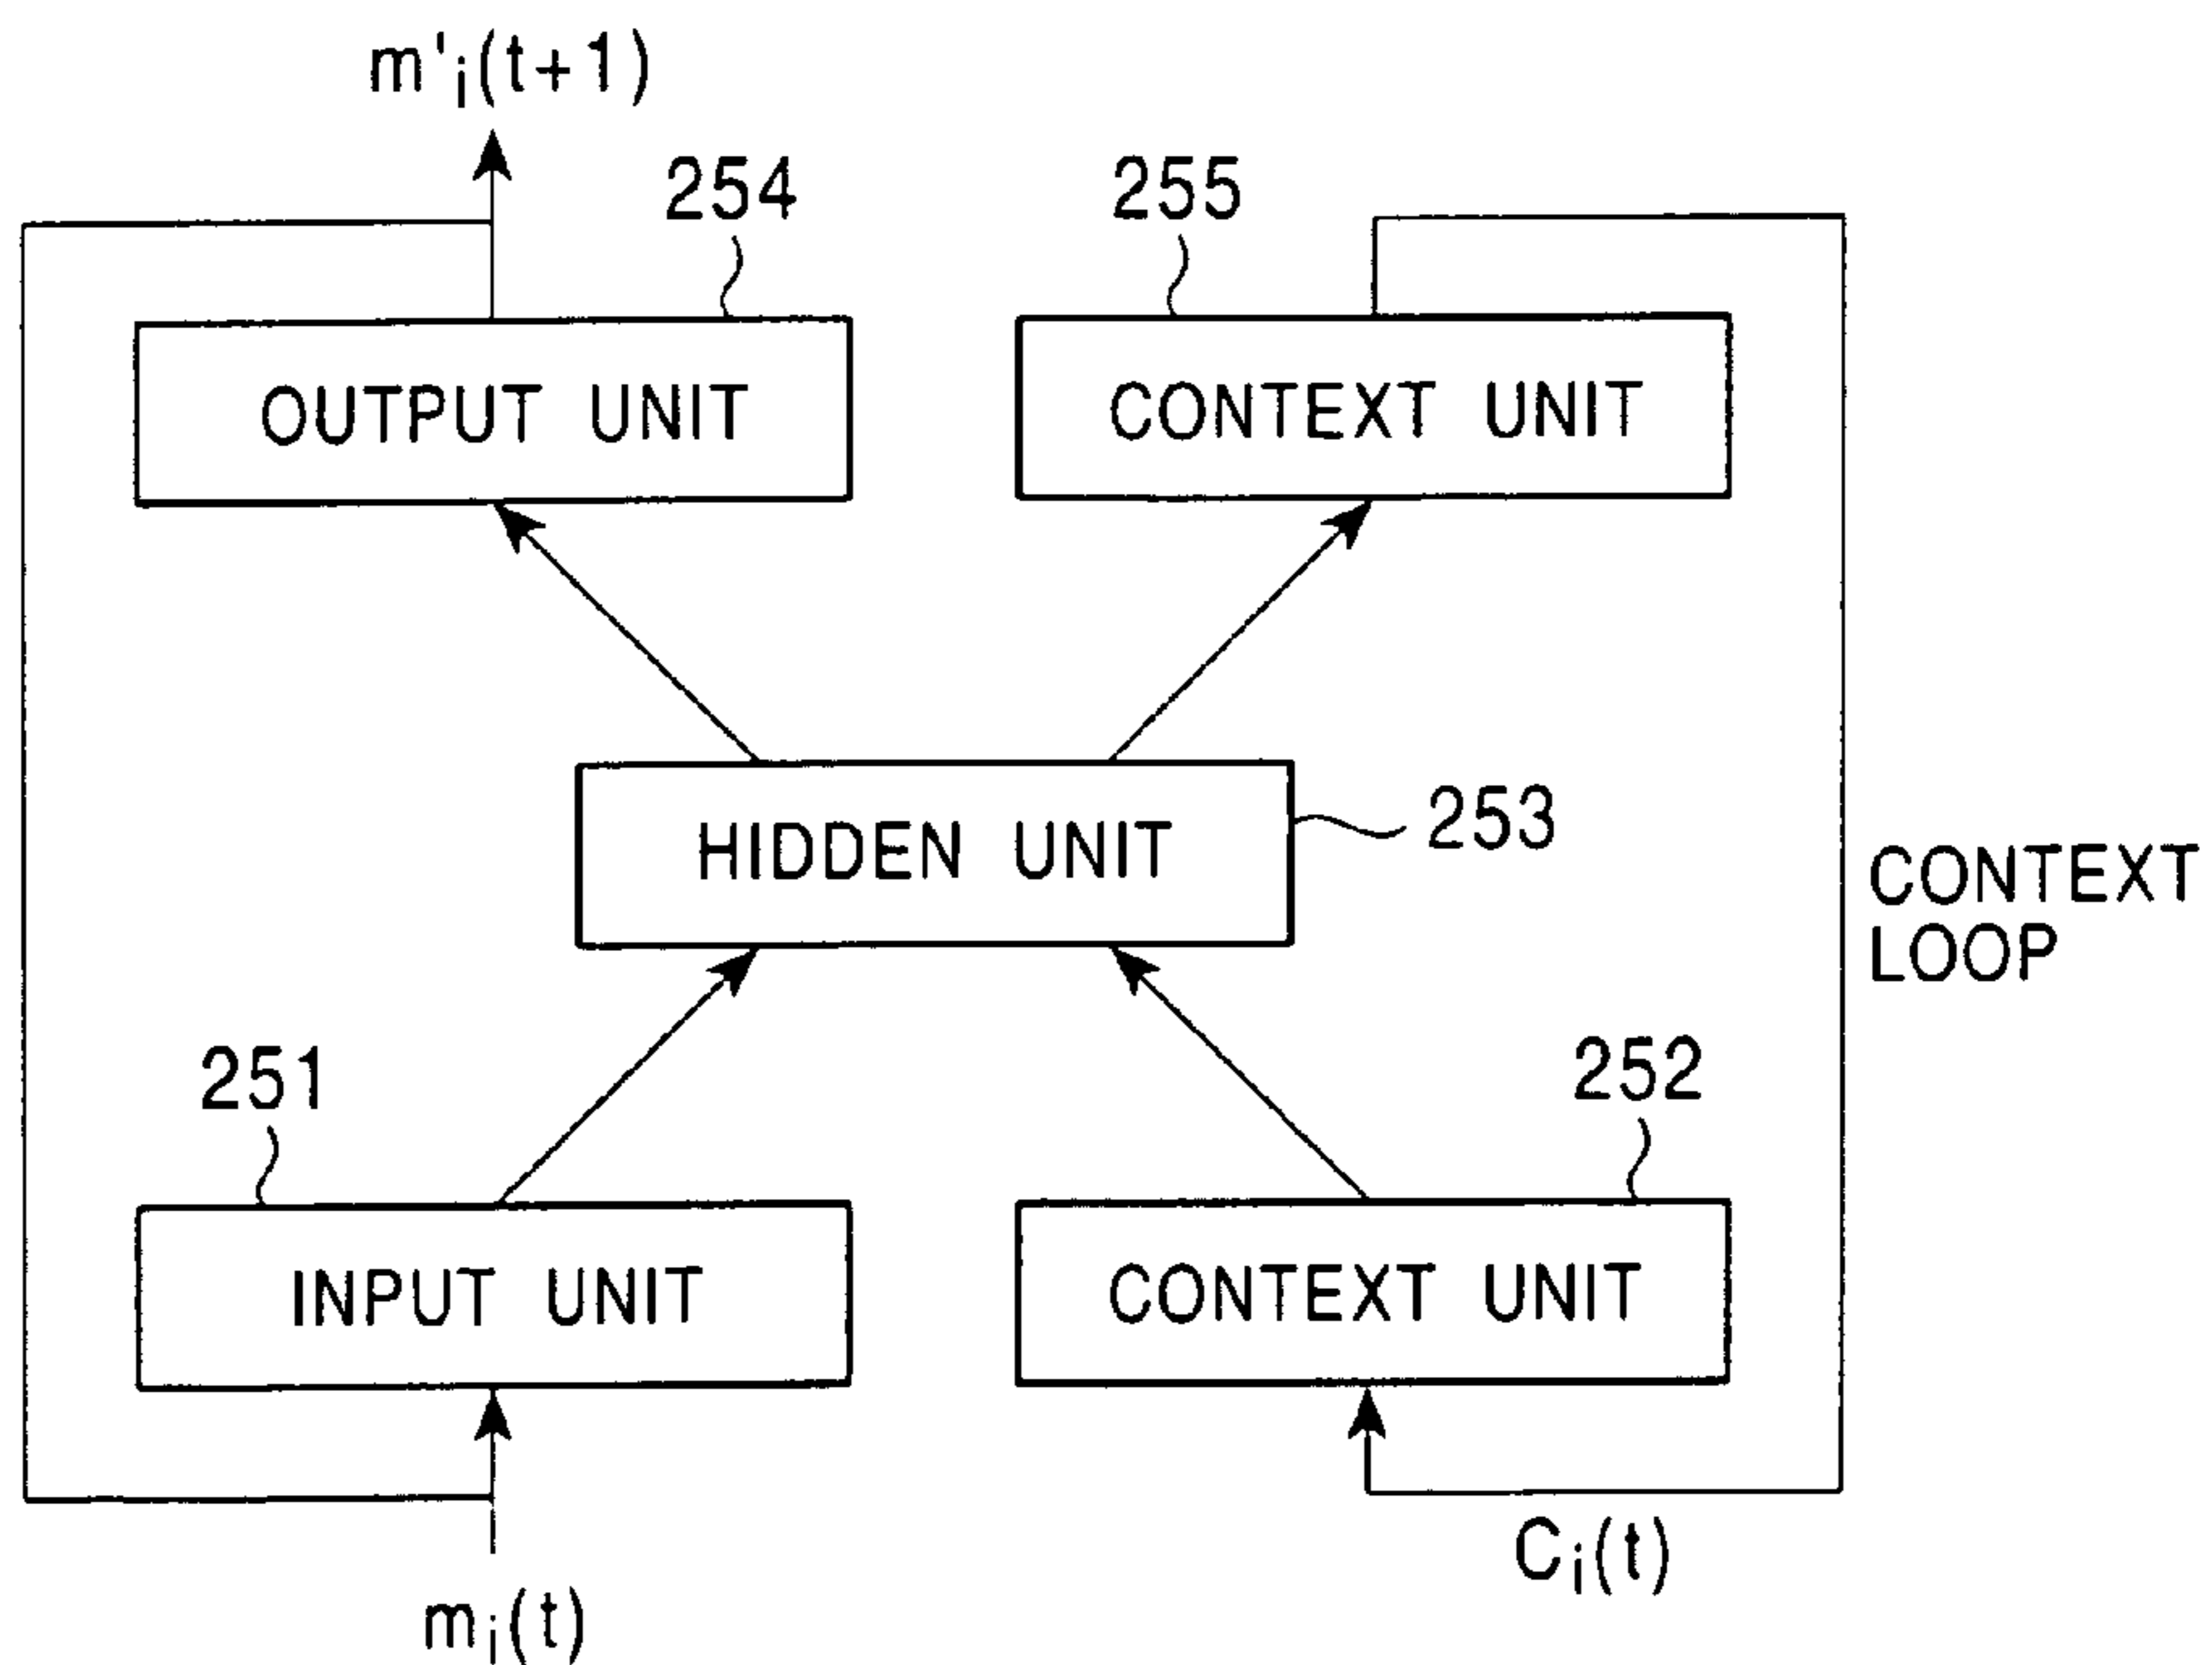 m'i(t+1)
254
255
OUTPUT UNIT
CONTEXT UNIT
HIDDEN UNIT
253
CONTEXT
LOOP
251
252
INPUT UNIT
CONTEXT UNIT
Ci(t)
mi(t)